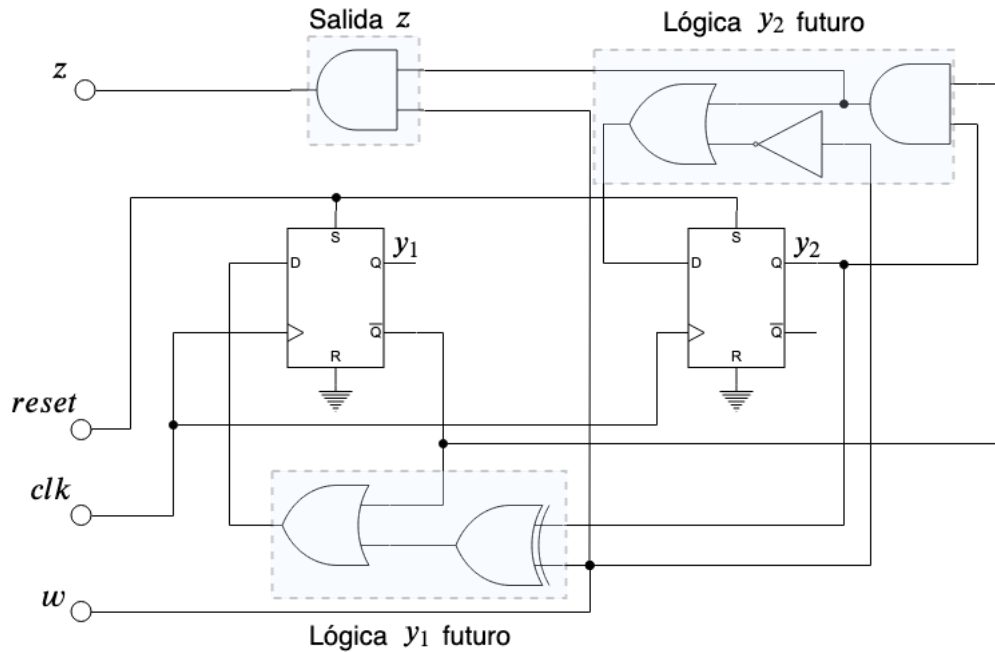 Salida z
Lógica y₂ futuro
z
S
S
y₁
y₂
D
Q
D
Q
Q̅
Q̅
R
R
reset
clk
w
Lógica y₁ futuro